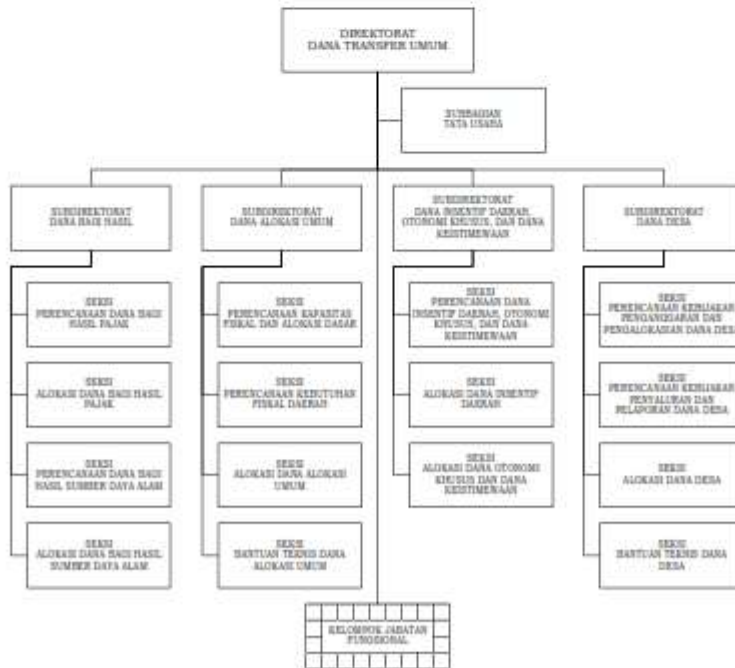 DIREKTORAT
DANA TRANSFER UMUM
SUBBAGIAN
TATA USAHA
SUBDIREKTORAT
DANA BAGI HASIL
SUBDIREKTORAT
DANA ALOKASI UMUM
SUBDIREKTORAT
DANA INSENTIF DAERAH,
OTONOMI KHUSUS, DAN DANA
KEISTIMEWAAN
SUBDIREKTORAT
DANA DESA
SEKSI
PERENCANAAN DANA BAGI
HASIL PAJAK
SEKSI
PERENCANAAN KAPASITAS
FISKAL DAN ALOKASI DASAR
SEKSI
PERENCANAAN DANA
INSENTIF DAERAH, OTONOMI
KHUSUS, DAN DANA
KEISTIMEWAAN
SEKSI
PERENCANAAN KEBIJAKAN
PENGANGGARAN DAN
PENGALOKASIAN DANA DESA
SEKSI
ALOKASI DANA BAGI HASIL
PAJAK
SEKSI
PERENCANAAN KEBUTUHAN
FISKAL DAERAH
SEKSI
ALOKASI DANA INSENTIF
DAERAH
SEKSI
PERENCANAAN KEBIJAKAN
PENYALURAN DAN
PELAPORAN DANA DESA
SEKSI
PERENCANAAN DANA BAGI
HASIL SUMBER DAYA ALAM
SEKSI
ALOKASI DANA ALOKASI
UMUM
SEKSI
ALOKASI DANA OTONOMI
KHUSUS DAN DANA
KEISTIMEWAAN
SEKSI
ALOKASI DANA DESA
SEKSI
ALOKASI DANA BAGI HASIL
SUMBER DAYA ALAM
SEKSI
BANTUAN TEKNIS DANA
ALOKASI UMUM
SEKSI
BANTUAN TEKNIS DANA
DESA
KELOMPOK JABATAN
FUNGSIONAL